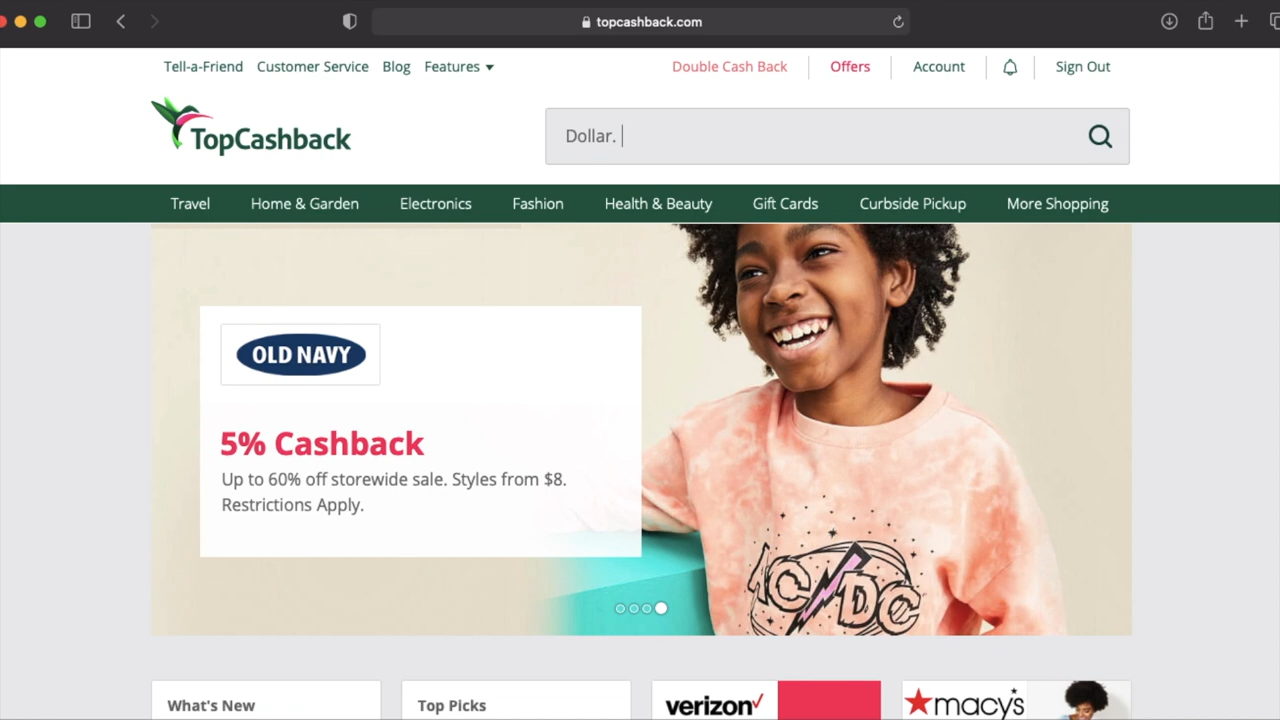 topcashback.com
Tell-a-Friend Customer Service Blog Features Double Cash Back Offers Account Sign Out
TopCashback
Dollar.
Travel Home & Garden Electronics Fashion Health & Beauty Gift Cards Curbside Pickup More Shopping
OLD NAVY
5% Cashback
Up to 60% off storewide sale. Styles from $8.
Restrictions Apply.
AC/DC
What's New Top Picks verizon macy's